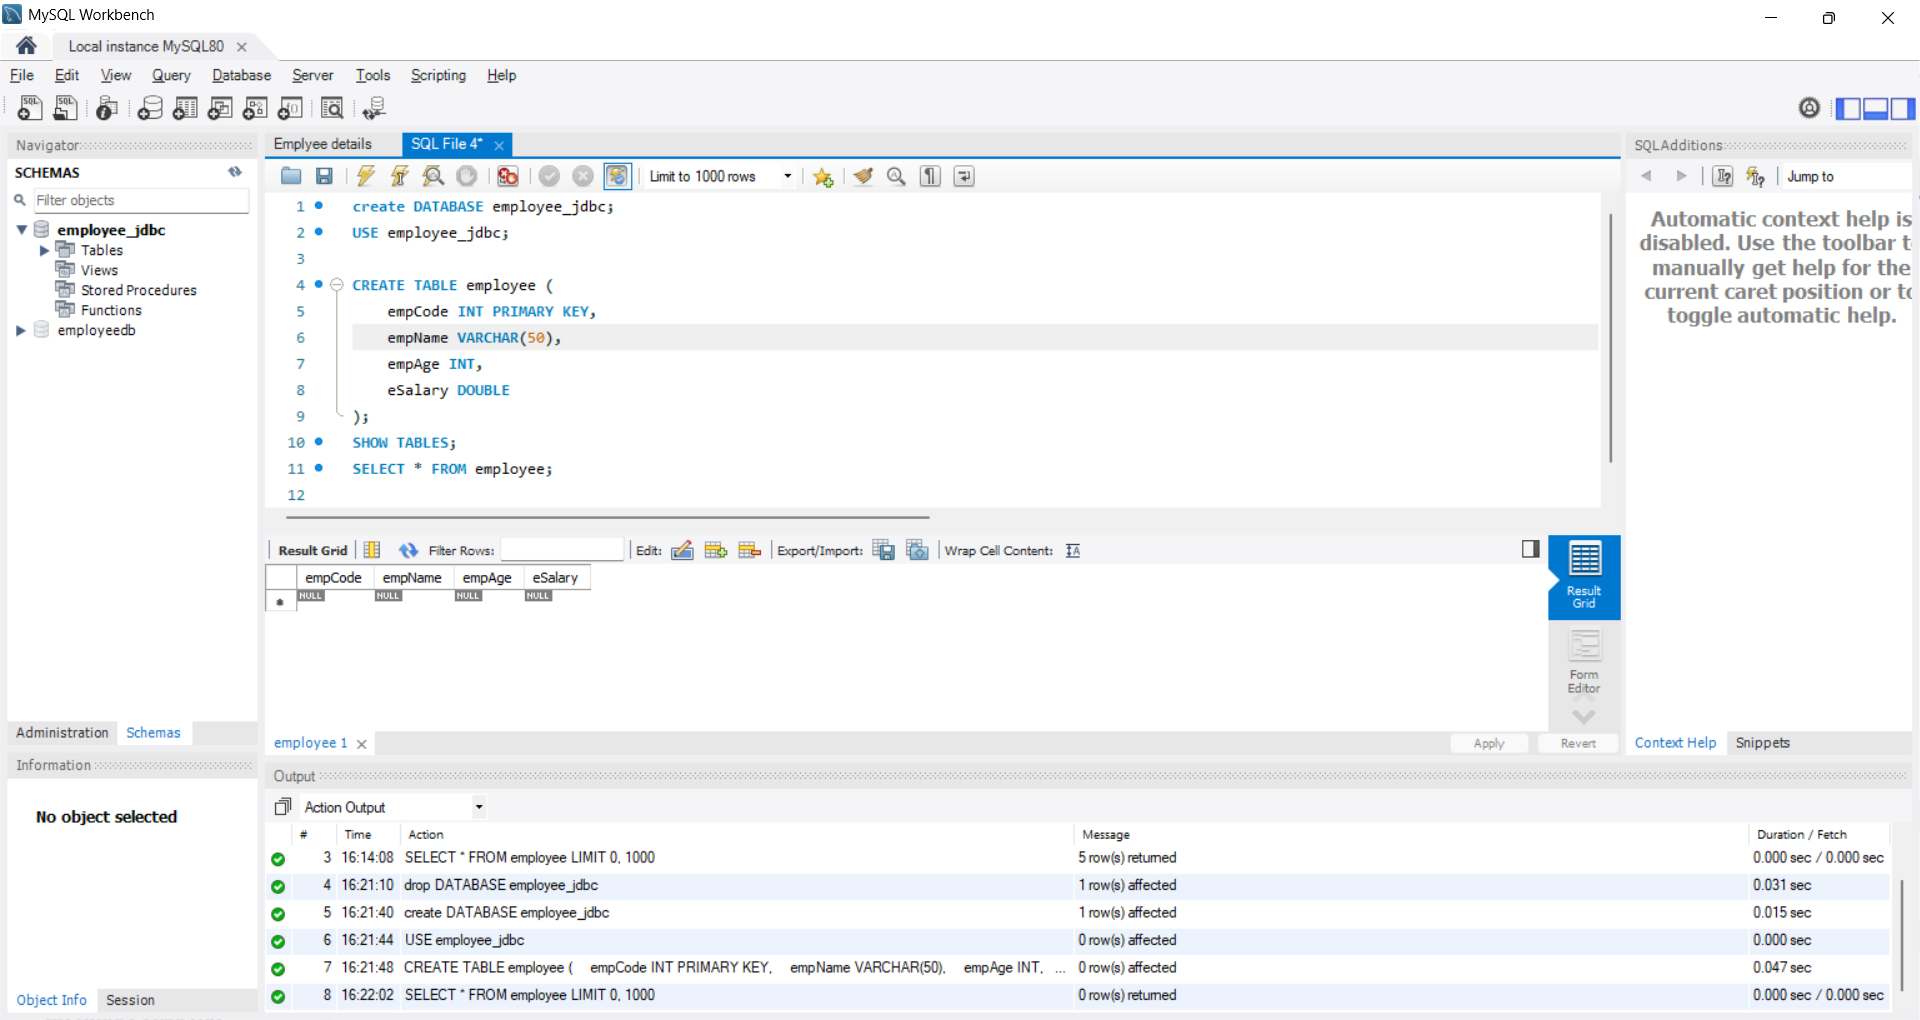 MySQL Workbench
Local instance MySQL80
File Edit View Query Database Server Tools Scripting Help
Navigator
SCHEMAS
Filter objects
employee_jdbc
Tables
Views
Stored Procedures
Functions
employeedb
Administration Schemas
Information
No object selected
Object Info Session
Emplyee details SQL File 4*
Limit to 1000 rows
1 create DATABASE employee_jdbc;
2 USE employee_jdbc;
3
4 CREATE TABLE employee (
5 empCode INT PRIMARY KEY,
6 empName VARCHAR(50),
7 empAge INT,
8 eSalary DOUBLE
9 );
10 SHOW TABLES;
11 SELECT * FROM employee;
12
Result Grid Filter Rows: Edit: Export/Import: Wrap Cell Content:
empCode empName empAge eSalary
NULL NULL NULL NULL
Result
Grid
Form
Editor
employee 1 Apply Revert
SQLAdditions
Jump to
Automatic context help is
disabled. Use the toolbar t
manually get help for the
current caret position or to
toggle automatic help.
Context Help Snippets
Output
Action Output
# Time Action Message Duration / Fetch
3 16:14:08 SELECT * FROM employee LIMIT 0, 1000 5 row(s) returned 0.000 sec / 0.000 sec
4 16:21:10 drop DATABASE employee_jdbc 1 row(s) affected 0.031 sec
5 16:21:40 create DATABASE employee_jdbc 1 row(s) affected 0.015 sec
6 16:21:44 USE employee_jdbc 0 row(s) affected 0.000 sec
7 16:21:48 CREATE TABLE employee ( empCode INT PRIMARY KEY, empName VARCHAR(50), empAge INT, ... 0 row(s) affected 0.047 sec
8 16:22:02 SELECT * FROM employee LIMIT 0, 1000 0 row(s) returned 0.000 sec / 0.000 sec